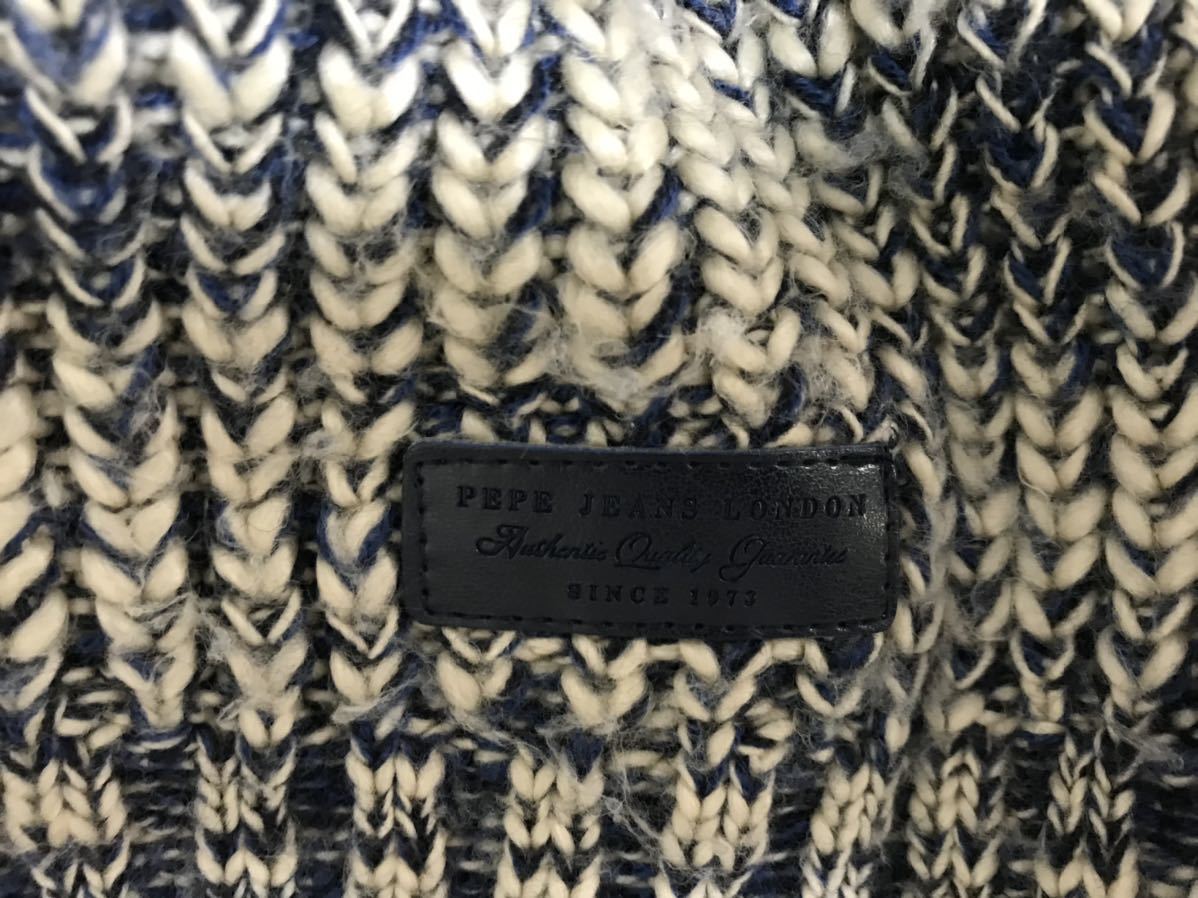 PEPE JEANS LONDON
Authentic Quality Guarantee
SINCE 1973